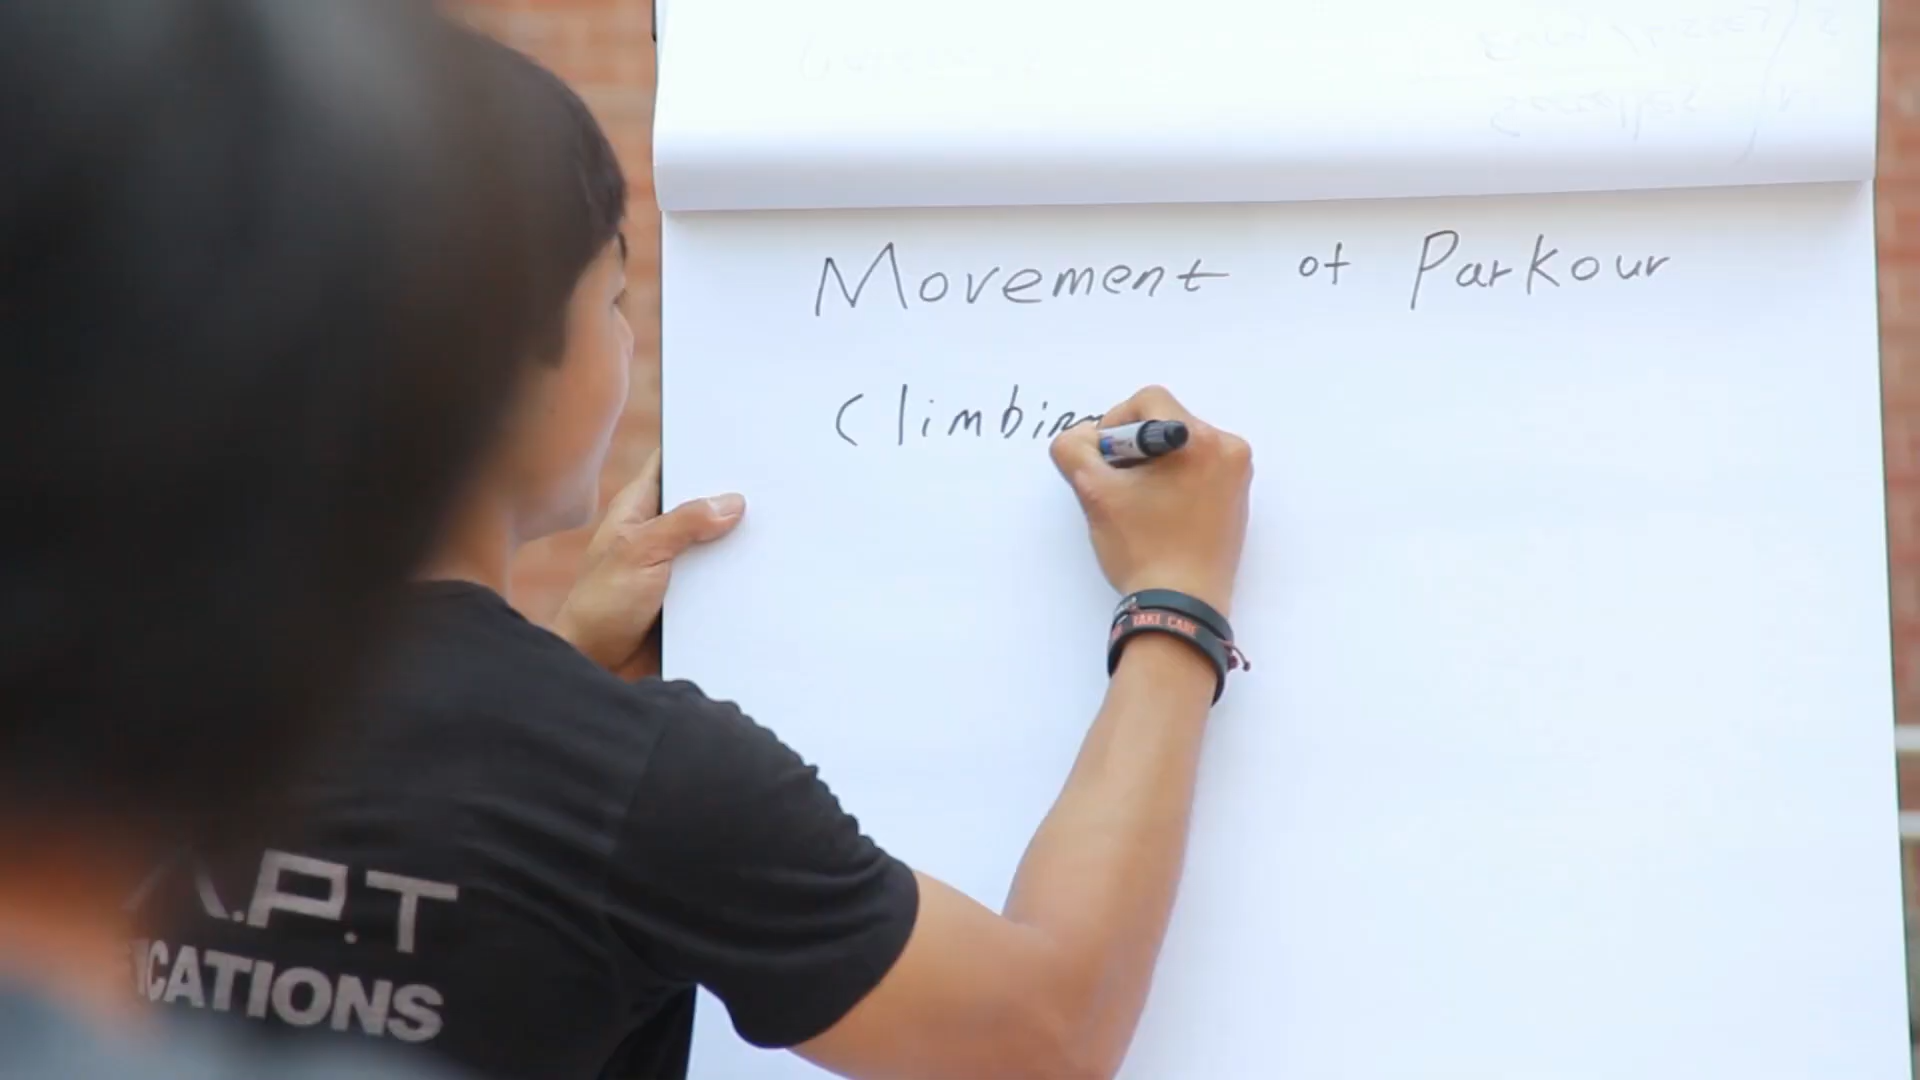 Movement of Parkour
Climbin
TAKE CARE
.P.T
ICATIONS